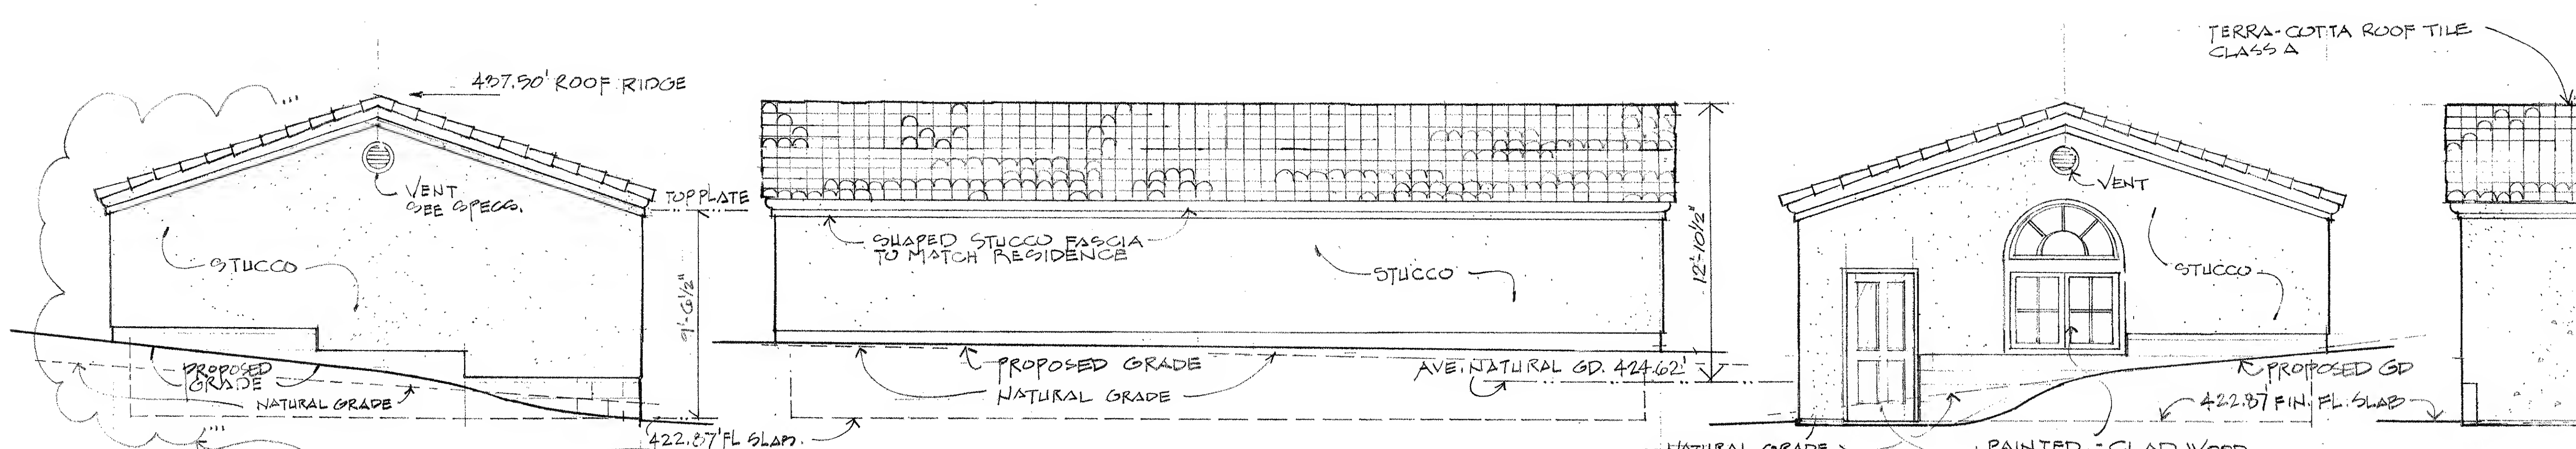 437.50' ROOF RIDGE
VENT
SEE SPECS.
TOP PLATE
STUCCO
9'-6 1/2"
PROPOSED
GRADE
NATURAL GRADE
422.87' FL SLAB.
SHAPED STUCCO FASCIA
TO MATCH RESIDENCE
STUCCO
12'-10 1/2"
PROPOSED GRADE
NATURAL GRADE
AVE. NATURAL GD. 424.62'
TERRA-COTTA ROOF TILE
CLASS A
VENT
STUCCO
PROPOSED GD
422.87' FIN. FL. SLAB
NATURAL GRADE
PAINTED - CLAD WOOD